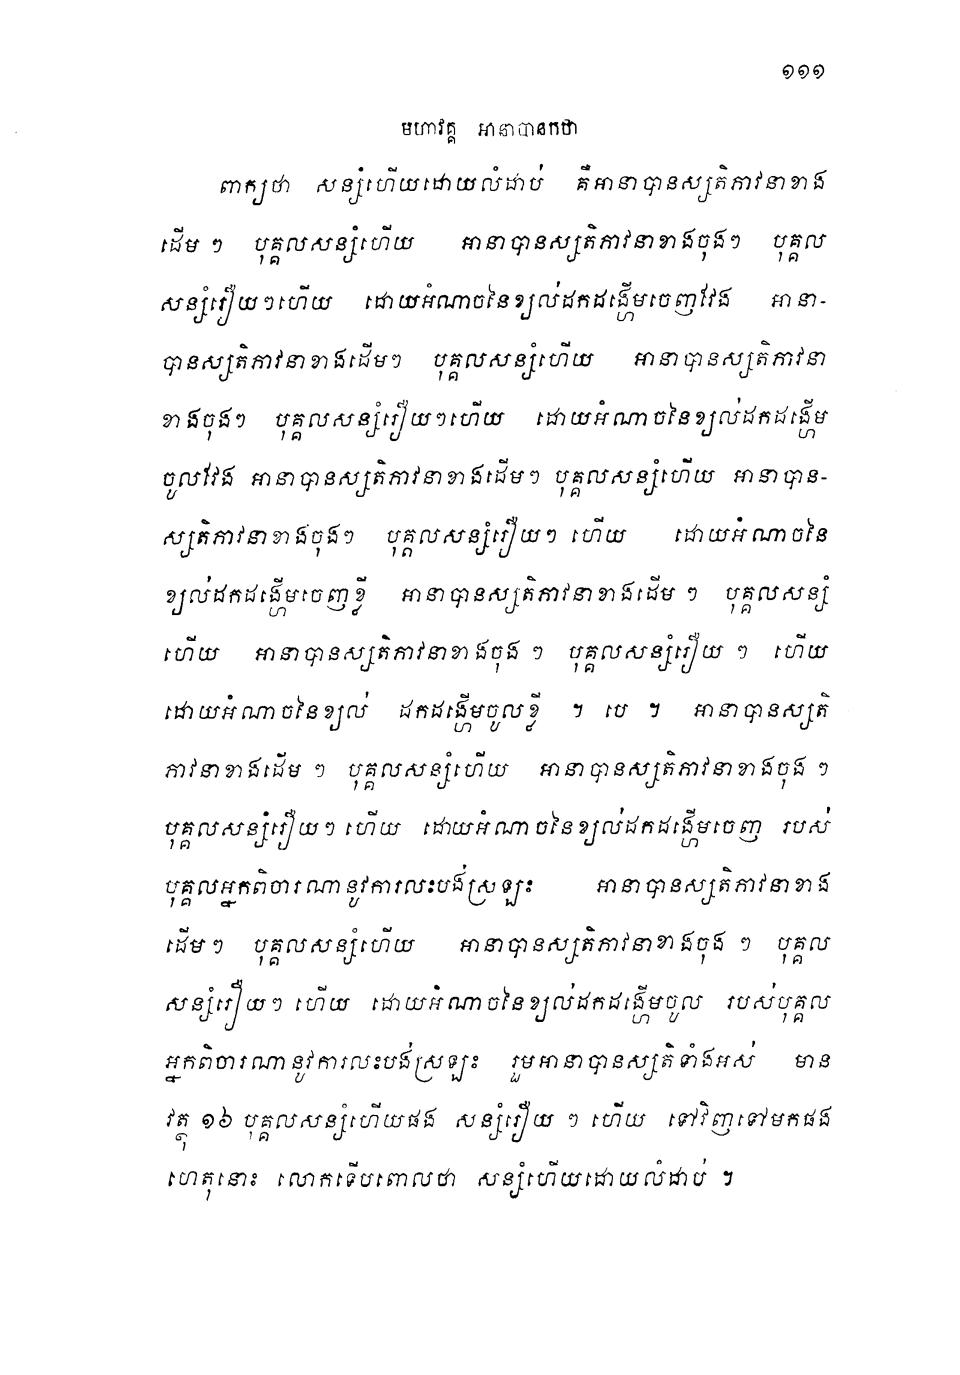 ១១១
មហាវគ្គ អានាបានកថា
ពាក្យថា សន្សំហើយដោយលំដាប់ គឺអានាបានស្សតិភាវនាខាង
ដើម ៗ បុគ្គលសន្សំហើយ អានាបានស្សតិភាវនាខាងចុងៗ បុគ្គល
សន្សំរឿយៗហើយ ដោយអំណាចនៃខ្យល់ដកដង្ហើមចេញវែង អានា-
បានស្សតិភាវនាខាងដើមៗ បុគ្គលសន្សំហើយ អានាបានស្សតិភាវនា
ខាងចុងៗ បុគ្គលសន្សំរឿយៗហើយ ដោយអំណាចនៃខ្យល់ដកដង្ហើម
ចូលវែង អានាបានស្សតិភាវនាខាងដើមៗ បុគ្គលសន្សំហើយ អានាបាន-
ស្សតិភាវនាខាងចុងៗ បុគ្គលសន្សំរឿយៗ ហើយ ដោយអំណាចនៃ
ខ្យល់ដកដង្ហើមចេញខ្លី អានាបានស្សតិភាវនាខាងដើម ៗ បុគ្គលសន្សំ
ហើយ អានាបានស្សតិភាវនាខាងចុង ៗ បុគ្គលសន្សំរឿយ ៗ ហើយ
ដោយអំណាចនៃខ្យល់ ដកដង្ហើមចូលខ្លី ។ បេ ។ អានាបានស្សតិ
ភាវនាខាងដើម ៗ បុគ្គលសន្សំហើយ អានាបានស្សតិភាវនាខាងចុង ៗ
បុគ្គលសន្សំរឿយៗ ហើយ ដោយអំណាចនៃខ្យល់ដកដង្ហើមចេញ របស់
បុគ្គលអ្នកពិចារណានូវការលះបង់ស្រឡះ អានាបានស្សតិភាវនាខាង
ដើមៗ បុគ្គលសន្សំហើយ អានាបានស្សតិភាវនាខាងចុង ៗ បុគ្គល
សន្សំរឿយៗ ហើយ ដោយអំណាចនៃខ្យល់ដកដង្ហើមចូល របស់បុគ្គល
អ្នកពិចារណានូវការលះបង់ស្រឡះ រួមអានាបានស្សតិទាំងអស់ មាន
វត្ថុ ១៦ បុគ្គលសន្សំហើយផង សន្សំរឿយ ៗ ហើយ ទៅវិញទៅមកផង
ហេតុនោះ លោកទើបពោលថា សន្សំហើយដោយលំដាប់ ។